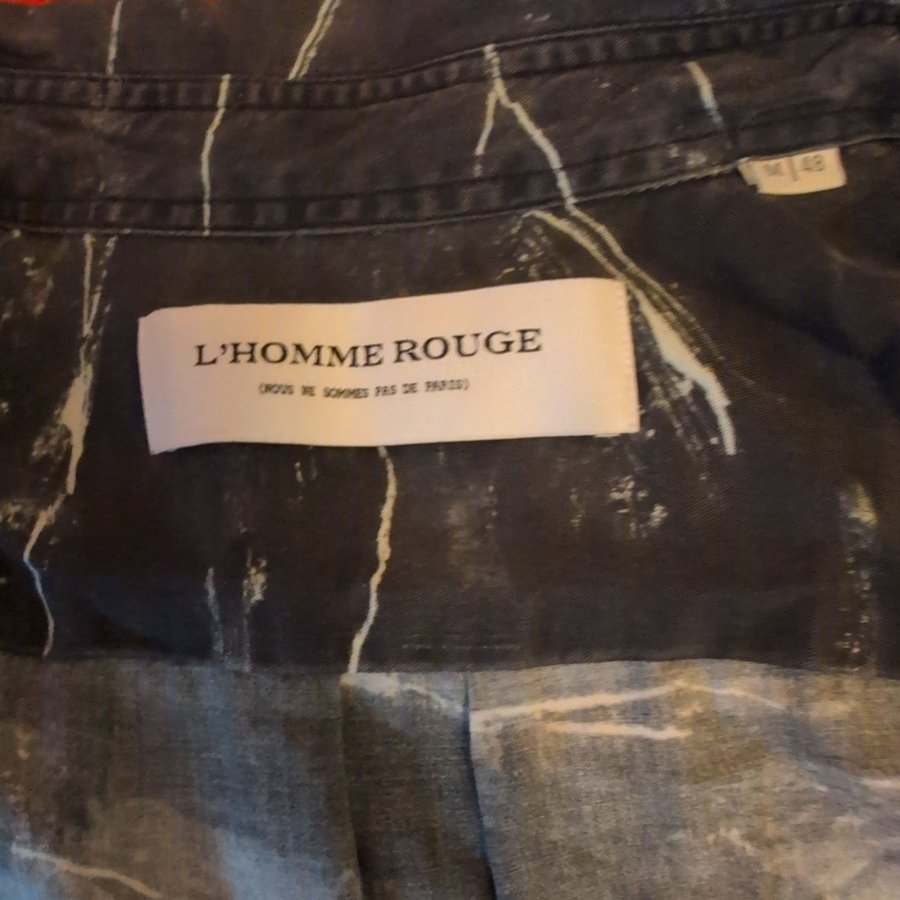 M | 48
L'HOMME ROUGE
(NOUS NE SOMMES PAS DE PARIS)